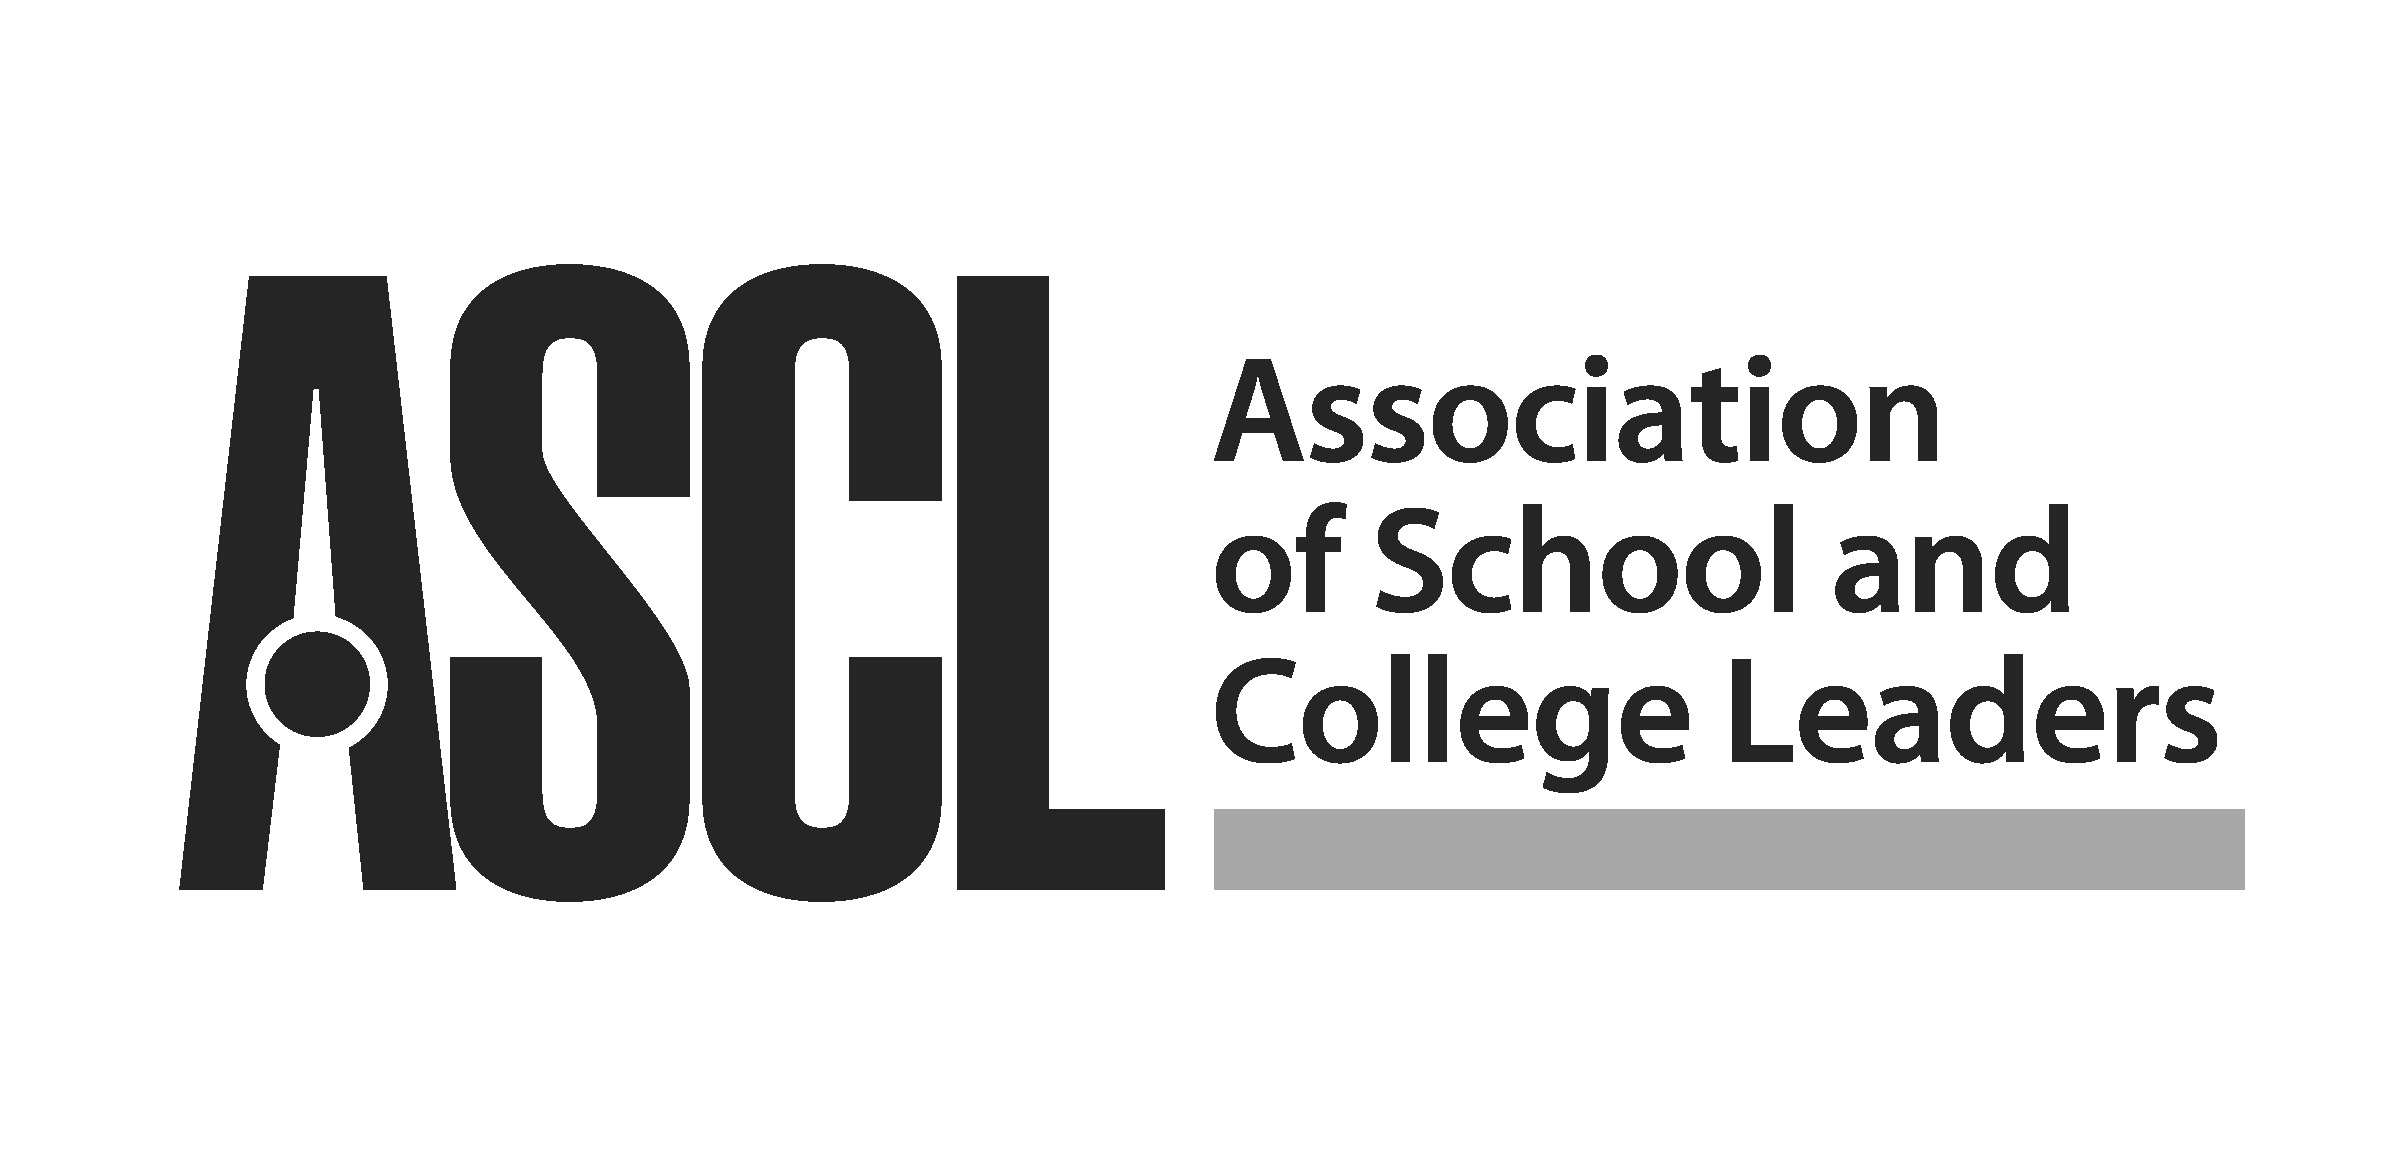 ASCL
Association
of School and
College Leaders